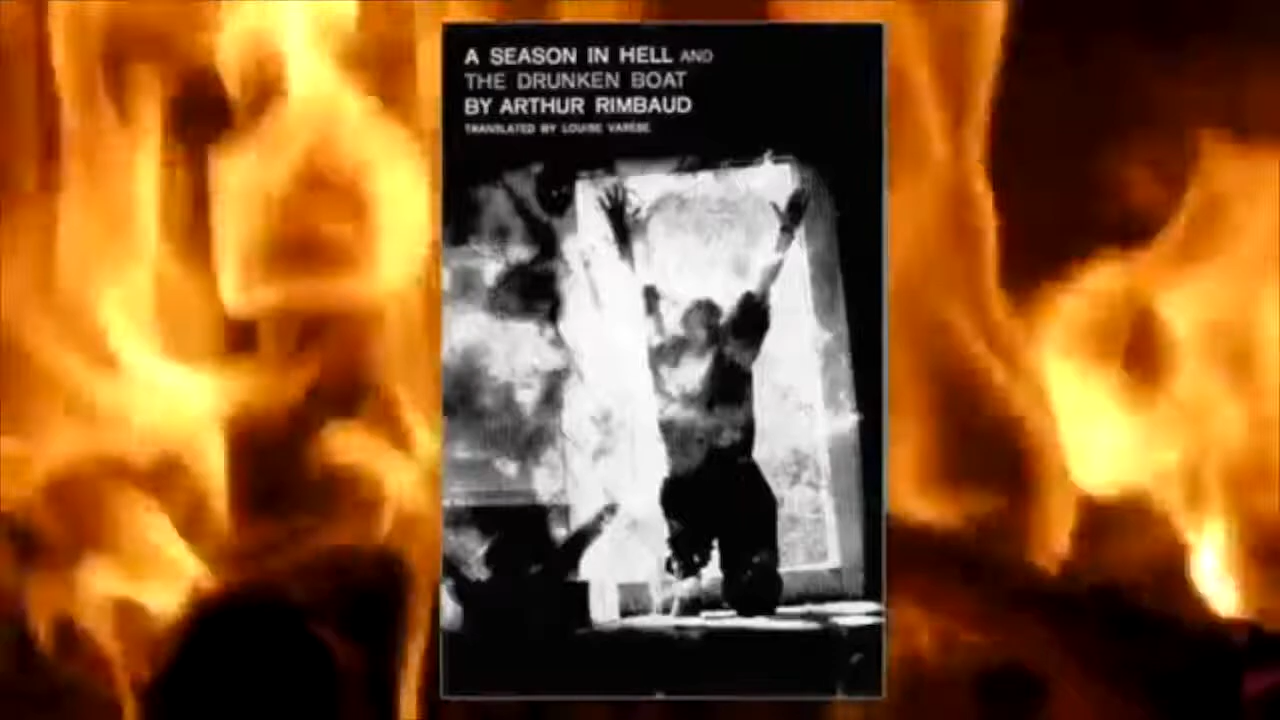 A SEASON IN HELL AND
THE DRUNKEN BOAT
BY ARTHUR RIMBAUD
TRANSLATED BY LOUISE VARÈSE